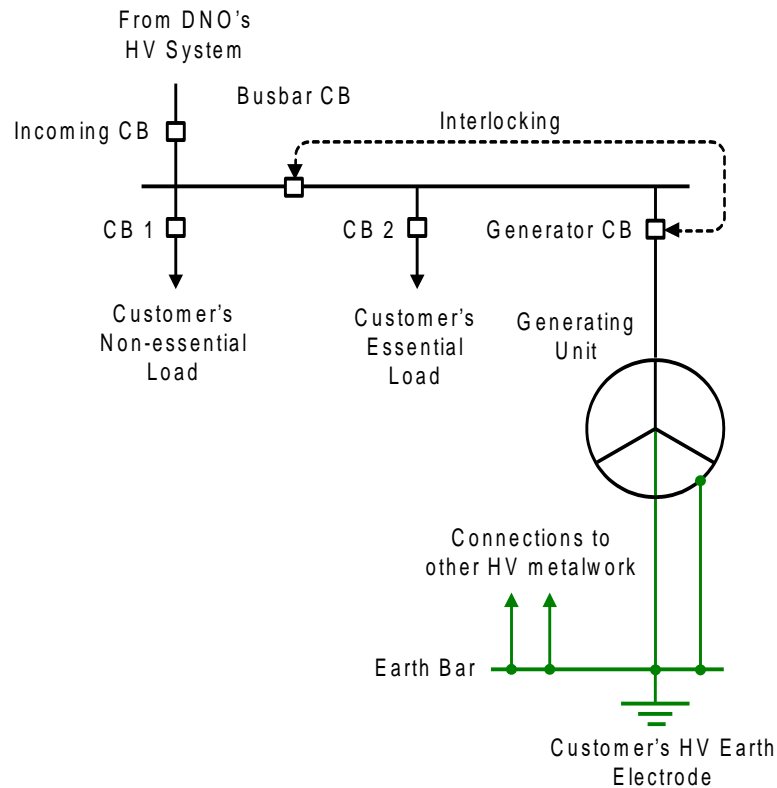 From DNO's
HV System
Busbar CB
Incoming CB
Interlocking
CB 1
CB 2
Generator CB
Customer's
Non-essential
Load
Customer's
Essential
Load
Generating
Unit
Connections to
other HV metalwork
Earth Bar
Customer's HV Earth
Electrode